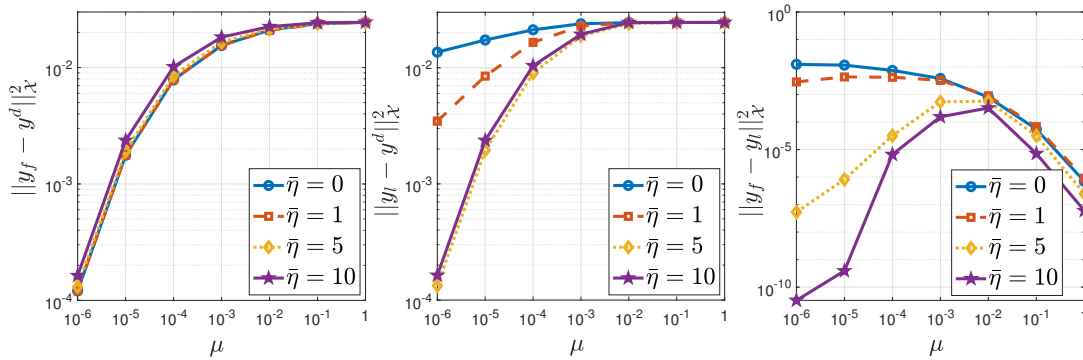 ||y_f − y^d||²_𝒳
10^-2
10^-3
10^-4
10^-6 10^-5 10^-4 10^-3 10^-2 10^-1 1
μ
η̄ = 0
η̄ = 1
η̄ = 5
η̄ = 10
||y_l − y^d||²_𝒳
10^-2
10^-3
10^-4
10^-6 10^-5 10^-4 10^-3 10^-2 10^-1 1
μ
η̄ = 0
η̄ = 1
η̄ = 5
η̄ = 10
||y_f − y_l||²_𝒳
10^0
10^-5
10^-10
10^-6 10^-5 10^-4 10^-3 10^-2 10^-1 1
μ
η̄ = 0
η̄ = 1
η̄ = 5
η̄ = 10